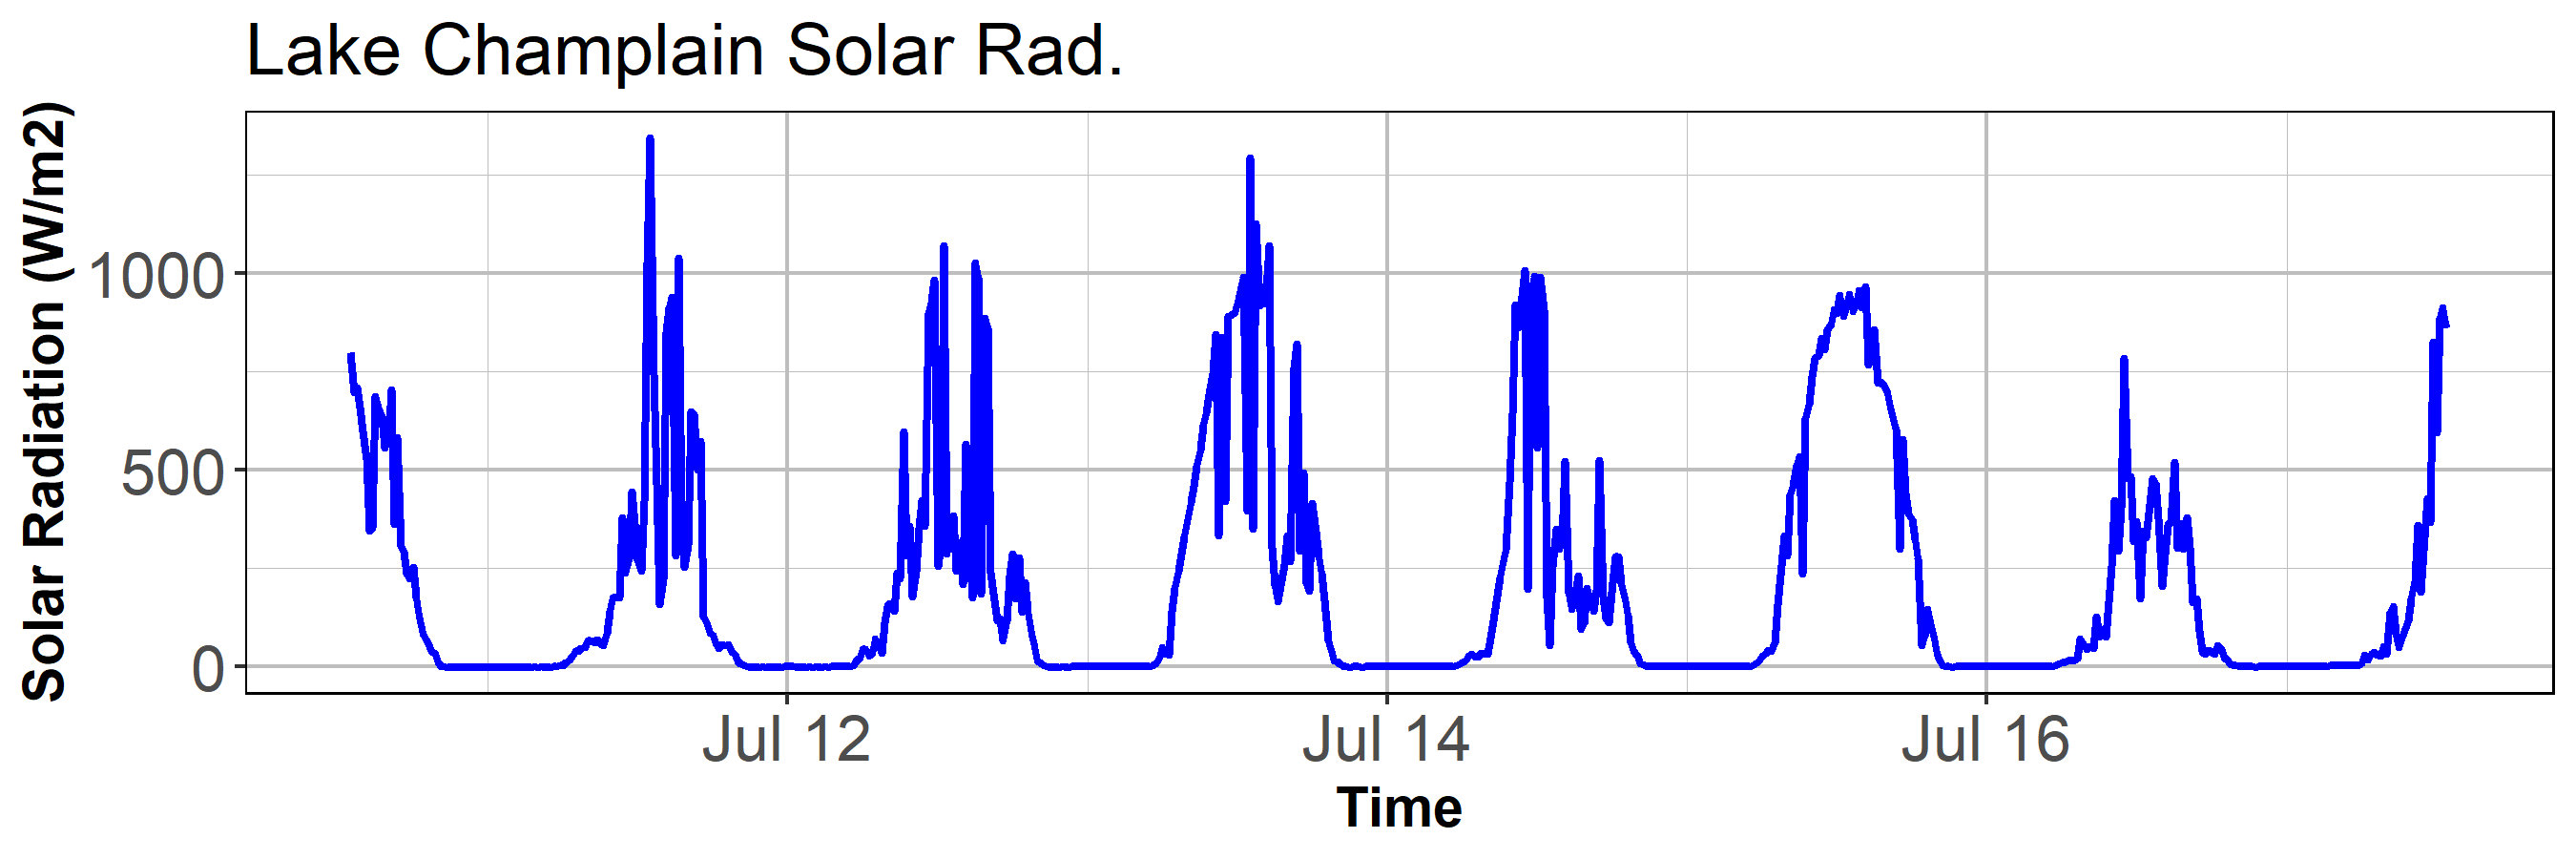 Lake Champlain Solar Rad.
Solar Radiation (W/m2)
1000
500
0
Jul 12
Jul 14
Jul 16
Time